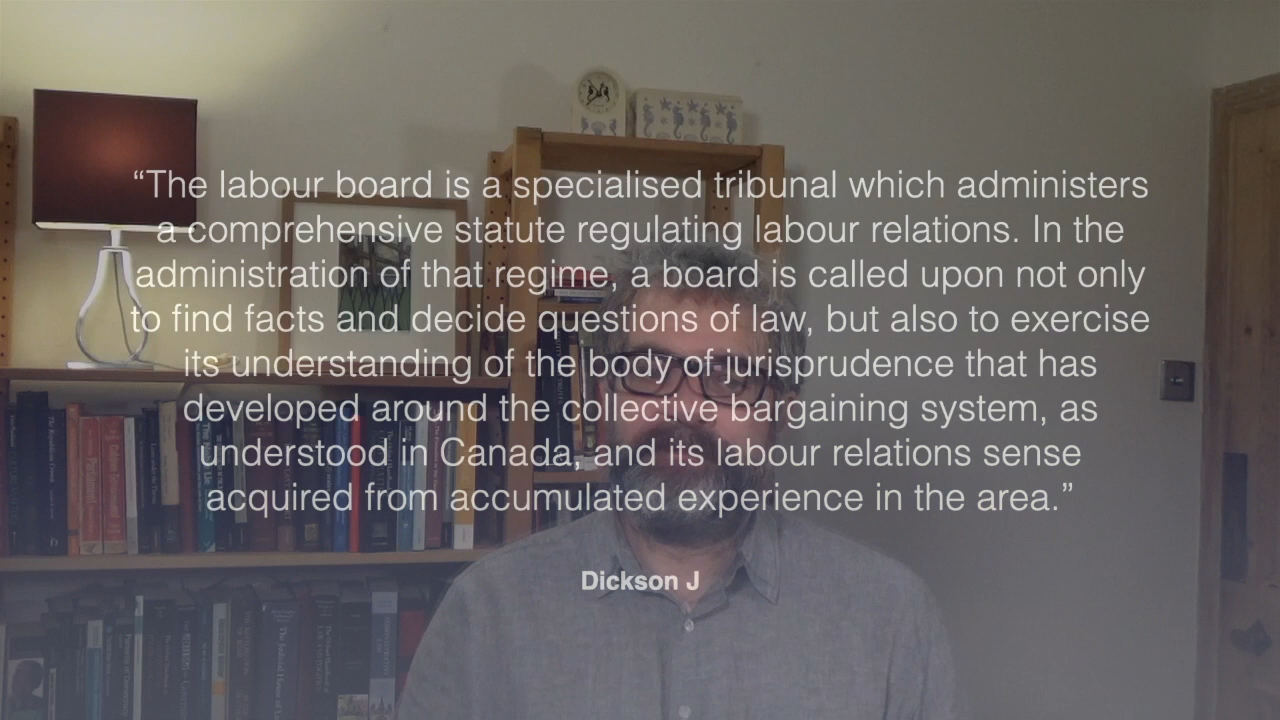 “The labour board is a specialised tribunal which administers
a comprehensive statute regulating labour relations. In the
administration of that regime, a board is called upon not only
to find facts and decide questions of law, but also to exercise
its understanding of the body of jurisprudence that has
developed around the collective bargaining system, as
understood in Canada, and its labour relations sense
acquired from accumulated experience in the area.”
Dickson J